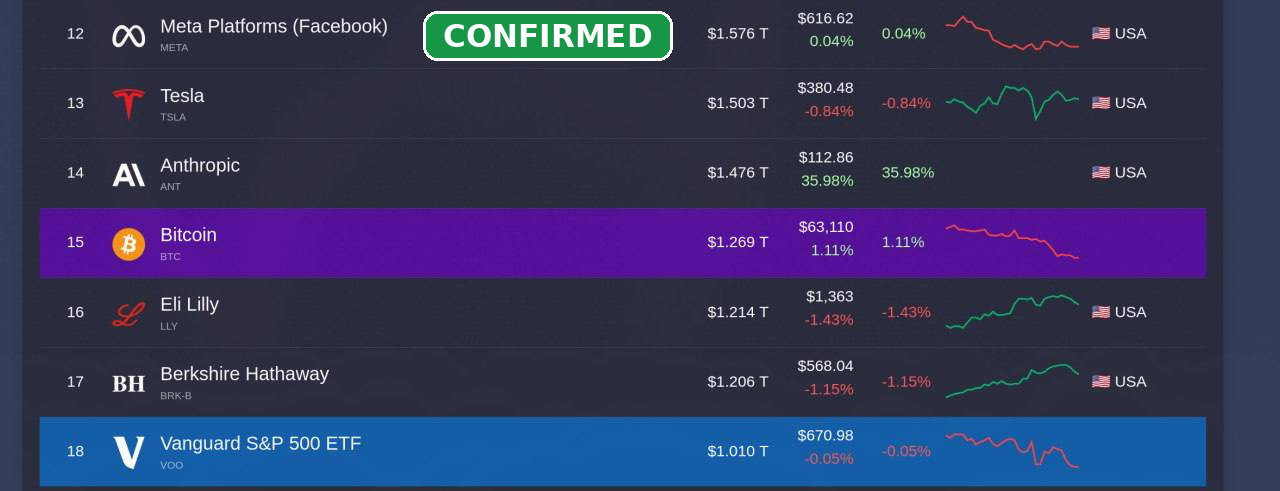 12 Meta Platforms (Facebook) CONFIRMED $1.576 T $616.62 0.04% 🇺🇸 USA
META 0.04%
13 Tesla $1.503 T $380.48 -0.84% 🇺🇸 USA
TSLA -0.84%
14 Anthropic $1.476 T $112.86 35.98% 🇺🇸 USA
ANT 35.98%
15 Bitcoin $1.269 T $63,110 1.11%
BTC 1.11%
16 Eli Lilly $1.214 T $1,363 -1.43% 🇺🇸 USA
LLY -1.43%
17 BH Berkshire Hathaway $1.206 T $568.04 -1.15% 🇺🇸 USA
BRK-B -1.15%
18 Vanguard S&P 500 ETF $1.010 T $670.98 -0.05%
VOO -0.05%